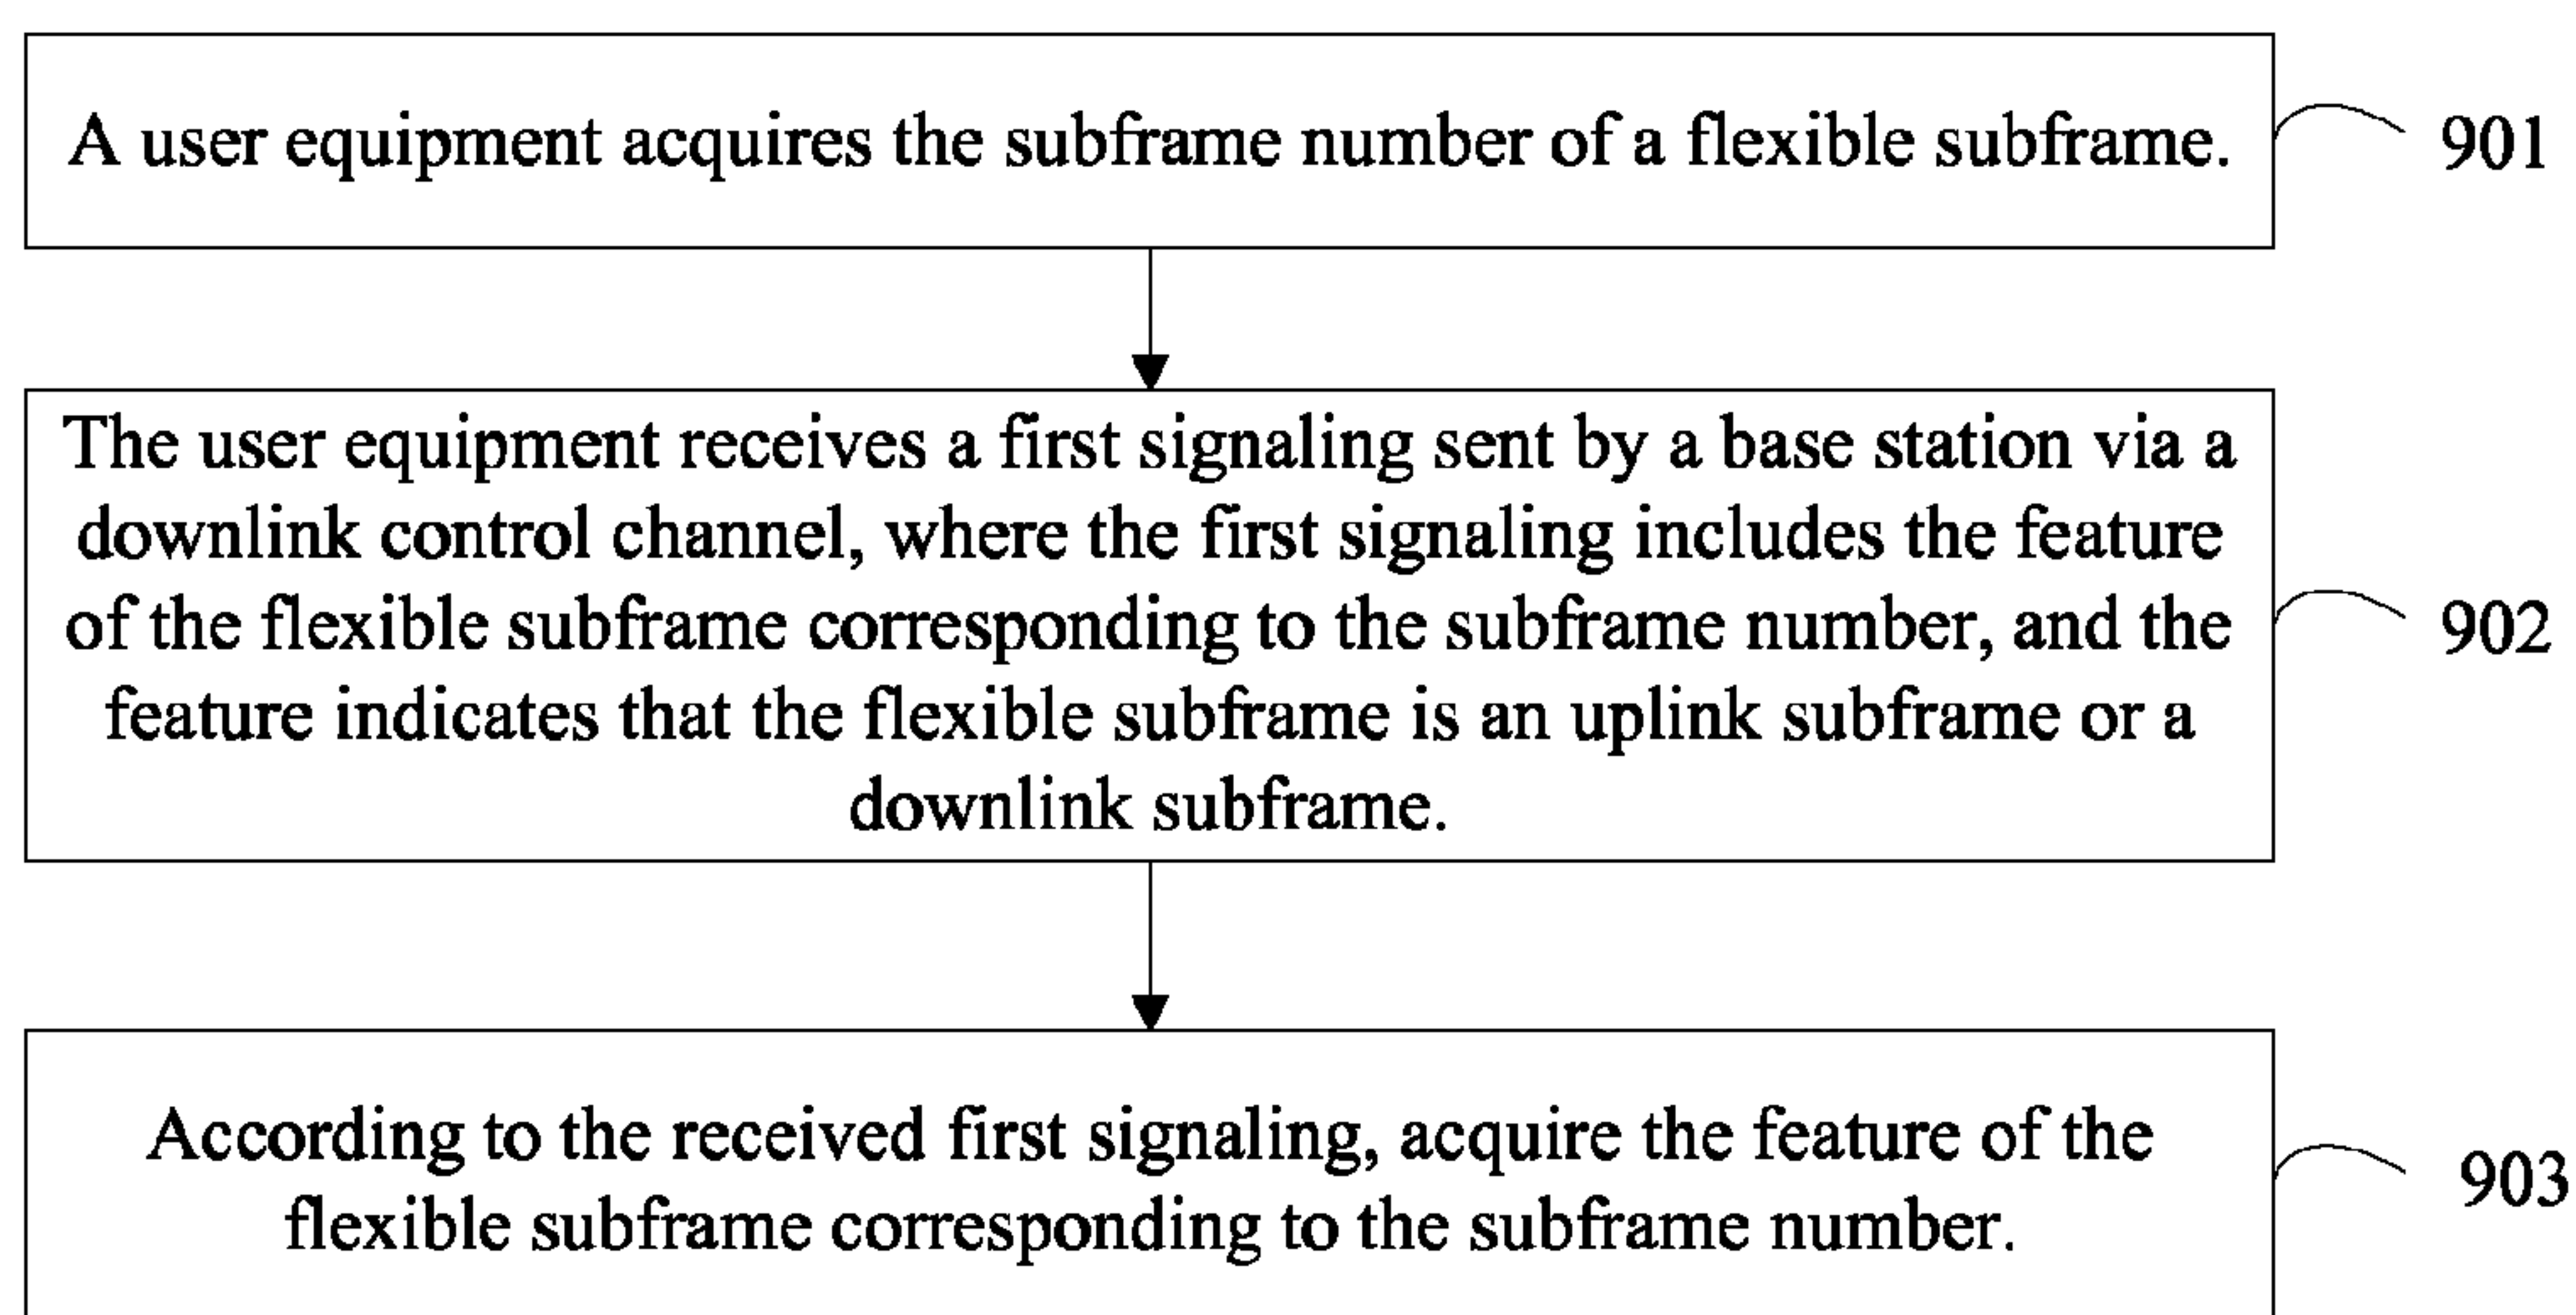 A user equipment acquires the subframe number of a flexible subframe.
901
The user equipment receives a first signaling sent by a base station via a
downlink control channel, where the first signaling includes the feature
of the flexible subframe corresponding to the subframe number, and the
feature indicates that the flexible subframe is an uplink subframe or a
downlink subframe.
902
According to the received first signaling, acquire the feature of the
flexible subframe corresponding to the subframe number.
903